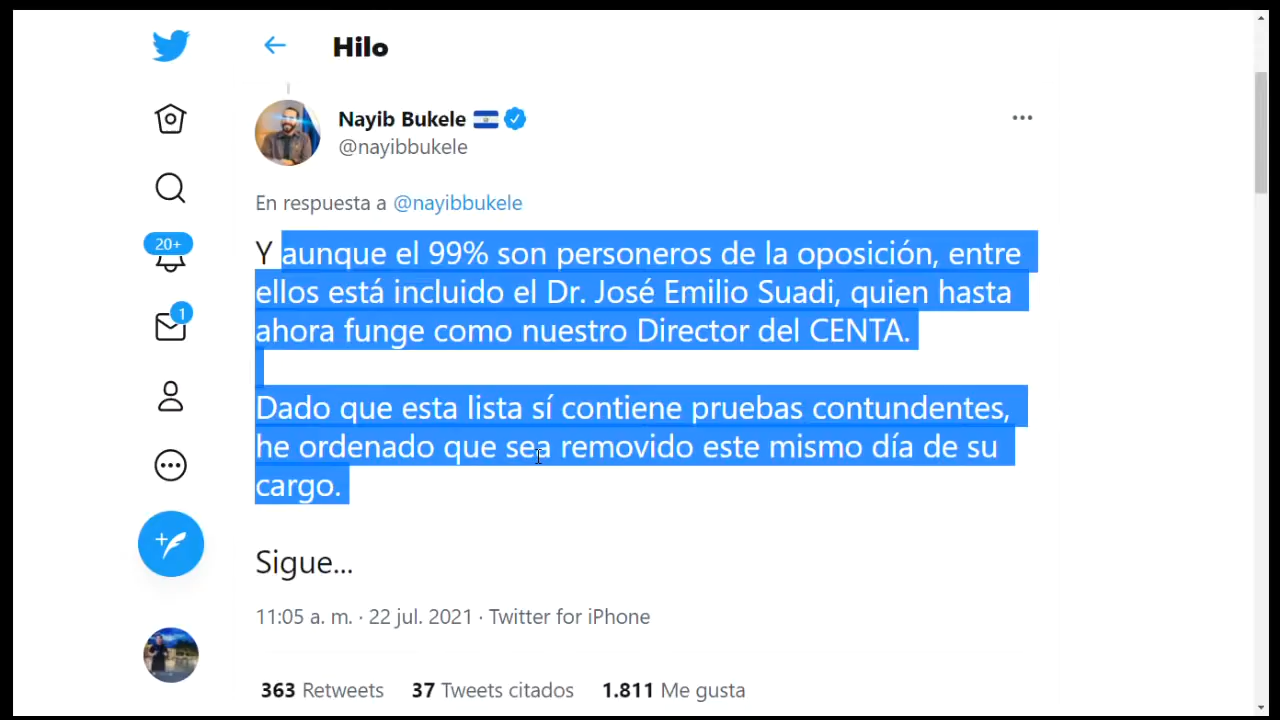 Hilo
Nayib Bukele
@nayibbukele
En respuesta a @nayibbukele
20+
Y aunque el 99% son personeros de la oposición, entre
ellos está incluido el Dr. José Emilio Suadi, quien hasta
ahora funge como nuestro Director del CENTA.
1
Dado que esta lista sí contiene pruebas contundentes,
he ordenado que sea removido este mismo día de su
cargo.
Sigue...
11:05 a. m. · 22 jul. 2021 · Twitter for iPhone
363 Retweets 37 Tweets citados 1.811 Me gusta